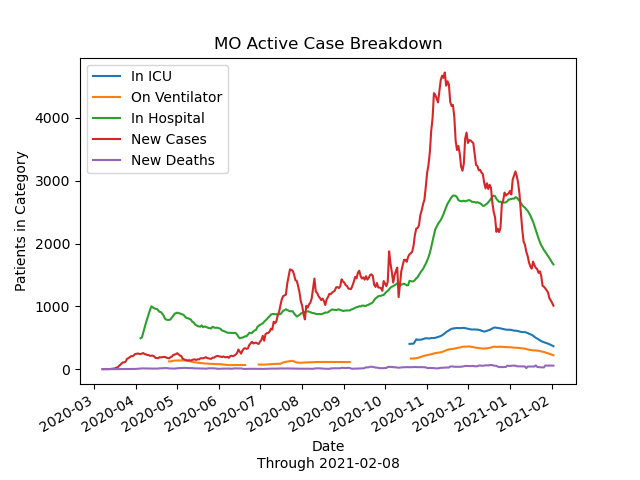 MO Active Case Breakdown
In ICU
On Ventilator
In Hospital
New Cases
New Deaths
Patients in Category
4000
3000
2000
1000
0
2020-03
2020-04
2020-05
2020-06
2020-07
2020-08
2020-09
2020-10
2020-11
2020-12
2021-01
2021-02
Date
Through 2021-02-08